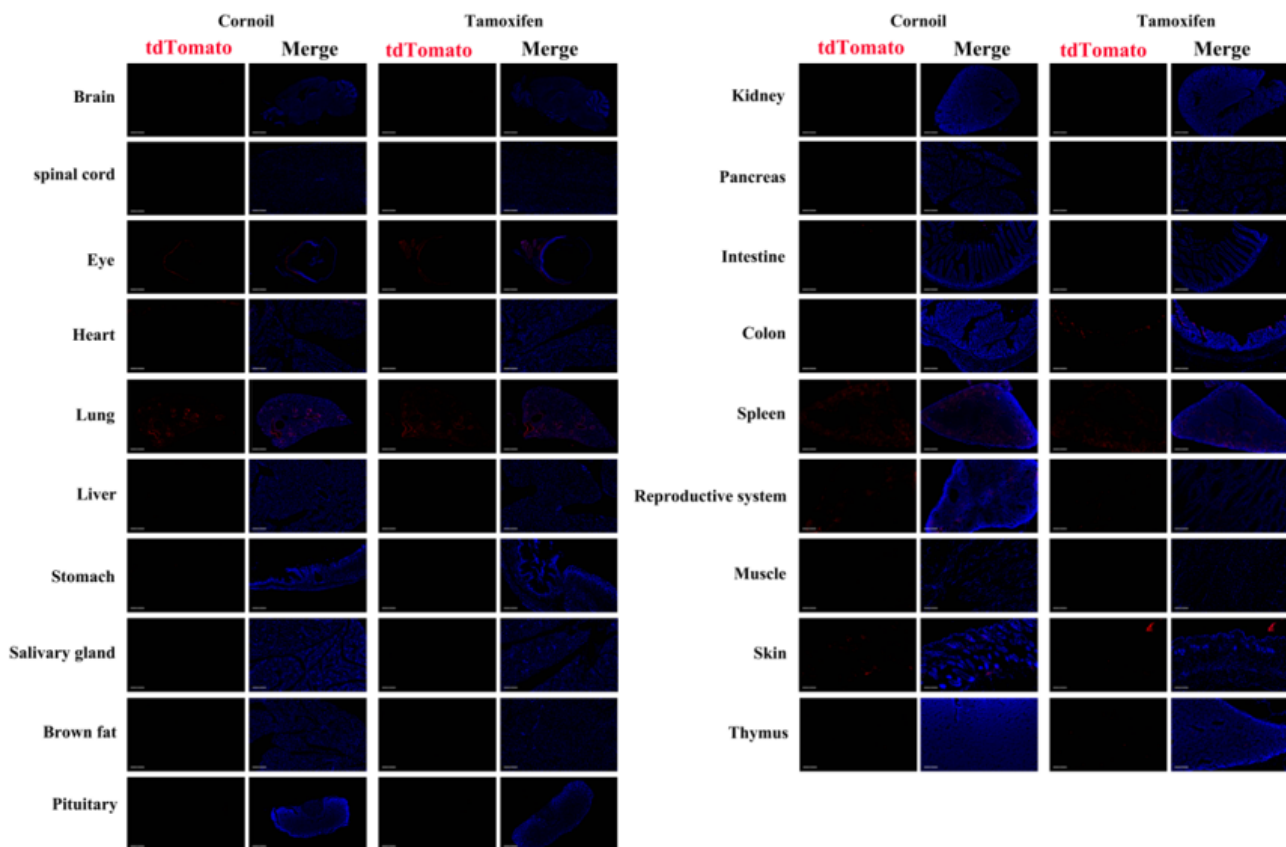 Cornoil Tamoxifen Cornoil Tamoxifen
tdTomato Merge tdTomato Merge tdTomato Merge tdTomato Merge
Brain Kidney
spinal cord Pancreas
Eye Intestine
Heart Colon
Lung Spleen
Liver Reproductive system
Stomach Muscle
Salivary gland Skin
Brown fat Thymus
Pituitary